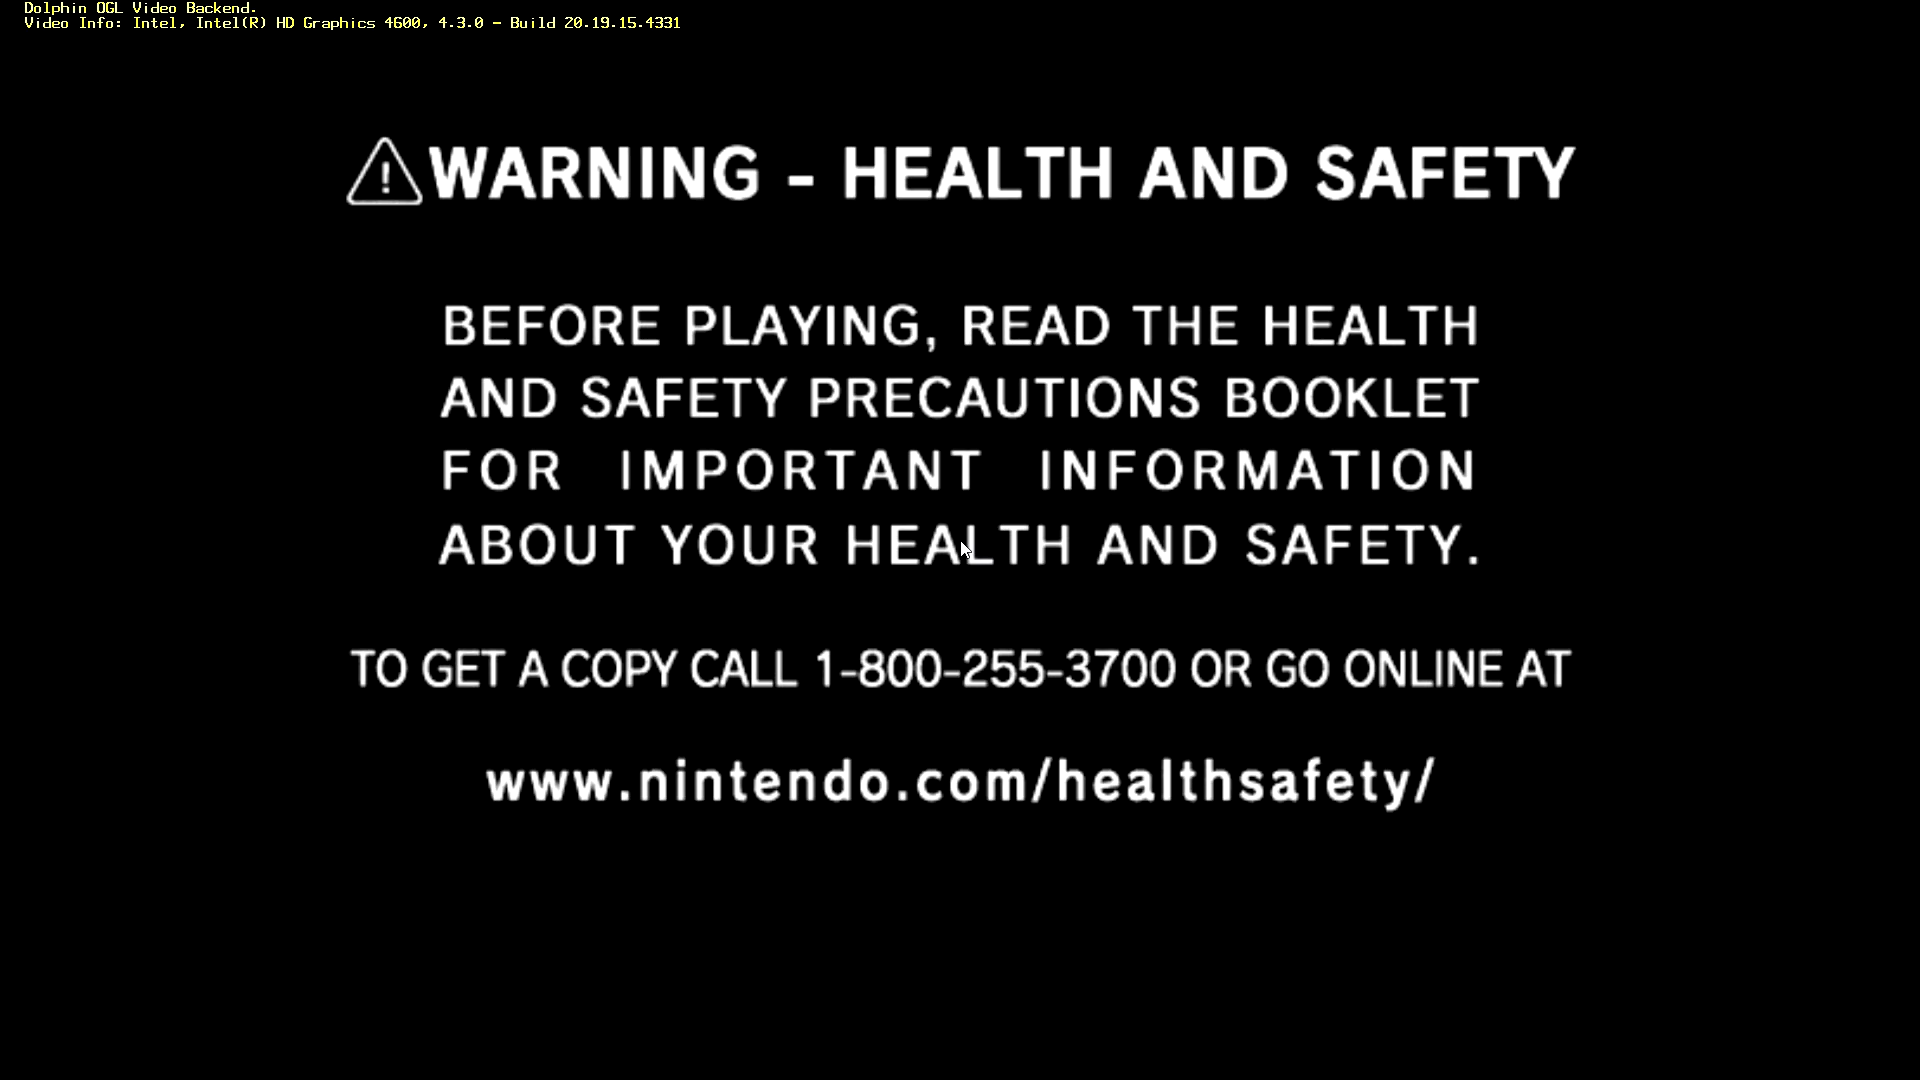 Dolphin OGL Video Backend.
Video Info: Intel, Intel(R) HD Graphics 4600, 4.3.0 - Build 20.19.15.4331
WARNING - HEALTH AND SAFETY
BEFORE PLAYING, READ THE HEALTH
AND SAFETY PRECAUTIONS BOOKLET
FOR IMPORTANT INFORMATION
ABOUT YOUR HEALTH AND SAFETY.
TO GET A COPY CALL 1-800-255-3700 OR GO ONLINE AT
www.nintendo.com/healthsafety/